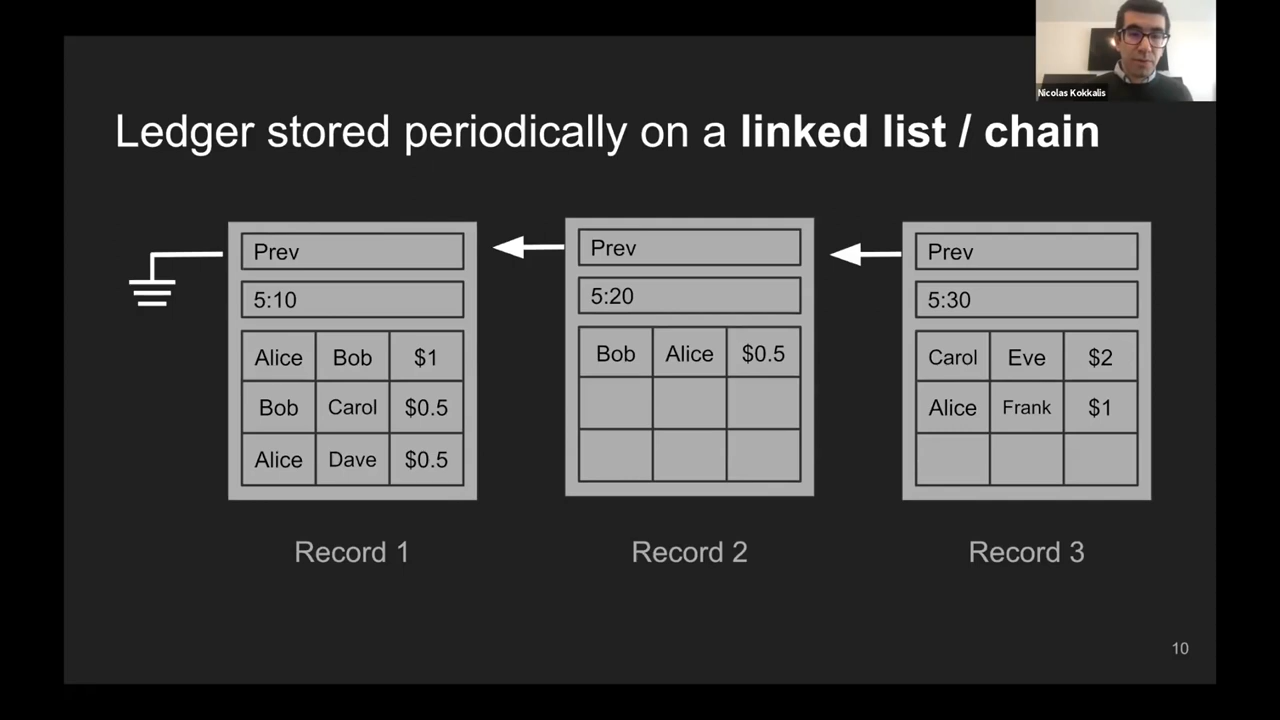 Nicolas Kokkalis
Ledger stored periodically on a linked list / chain
Prev
5:10
Alice Bob $1
Bob Carol $0.5
Alice Dave $0.5
Record 1
Prev
5:20
Bob Alice $0.5
Record 2
Prev
5:30
Carol Eve $2
Alice Frank $1
Record 3
10